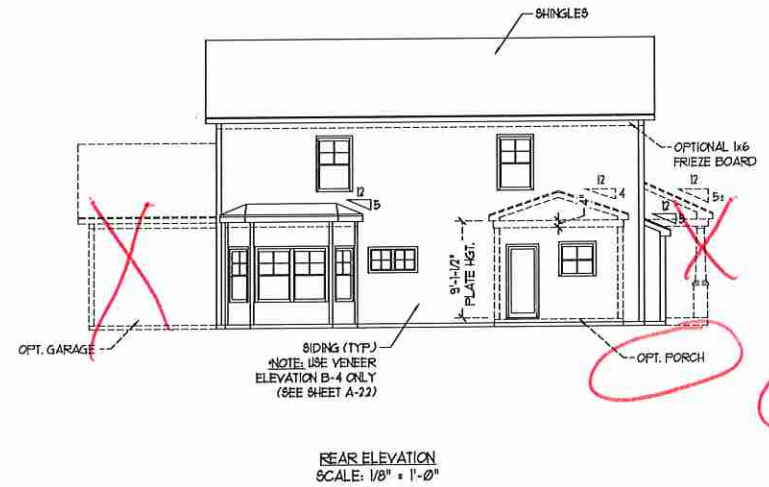 SHINGLES
OPTIONAL 1x6
FRIEZE BOARD
12
4
12
5±
12
5
12
5
9'-1-1/2"
PLATE HGT.
OPT. GARAGE
SIDING (TYP.)
*NOTE: USE VENEER
ELEVATION B-4 ONLY
(SEE SHEET A-22)
OPT. PORCH
REAR ELEVATION
SCALE: 1/8" = 1'-0"